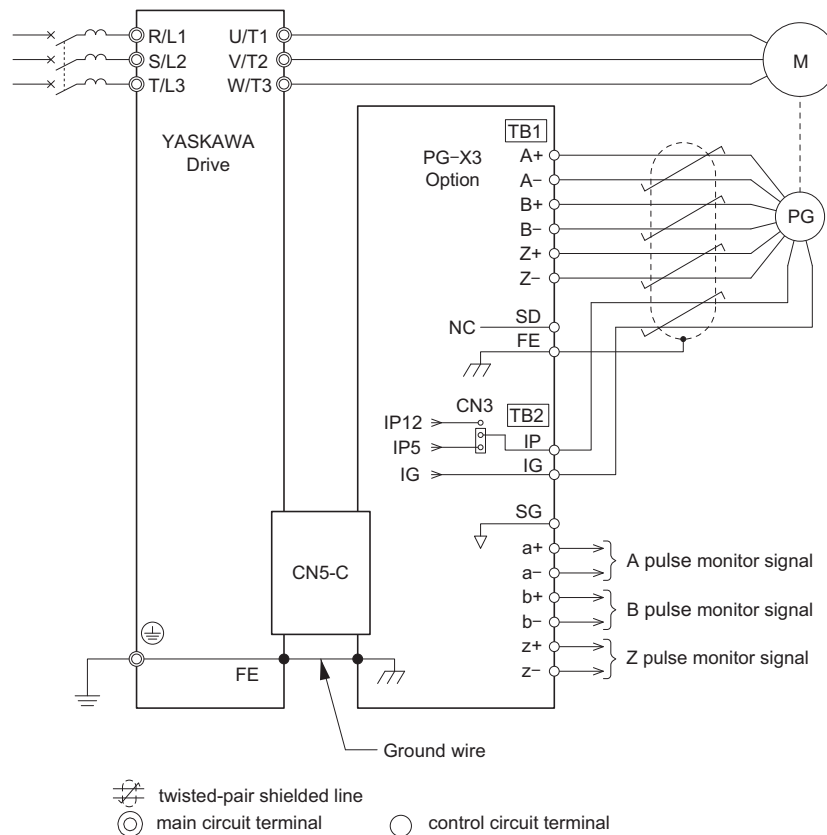 R/L1
S/L2
T/L3
U/T1
V/T2
W/T3
M
YASKAWA
Drive
PG-X3
Option
TB1
A+
A-
B+
B-
Z+
Z-
PG
NC
SD
FE
CN3
TB2
IP12
IP5
IG
IP
IG
SG
CN5-C
a+
a-
A pulse monitor signal
b+
b-
B pulse monitor signal
z+
z-
Z pulse monitor signal
FE
Ground wire
twisted-pair shielded line
main circuit terminal
control circuit terminal